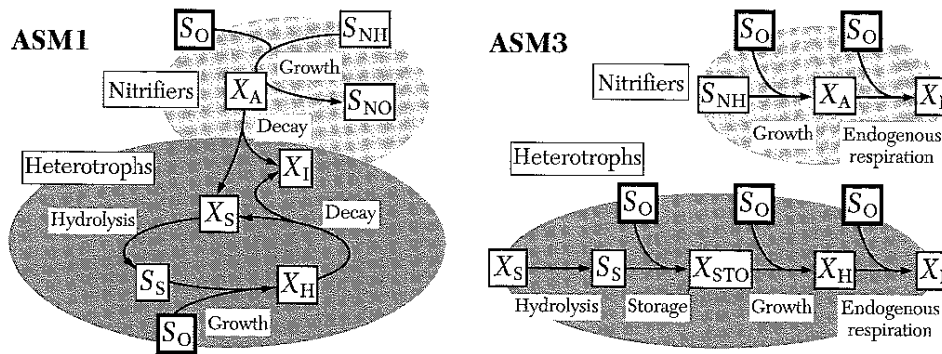 ASM1
S_O
S_NH
Growth
Nitrifiers
X_A
S_NO
Decay
Heterotrophs
X_I
X_S
Hydrolysis
Decay
S_S
X_H
Growth
S_O
ASM3
S_O
S_O
Nitrifiers
S_NH
X_A
Growth
Endogenous
respiration
Heterotrophs
S_O
S_O
S_O
X_S
S_S
X_STO
X_H
Hydrolysis
Storage
Growth
Endogenous
respiration